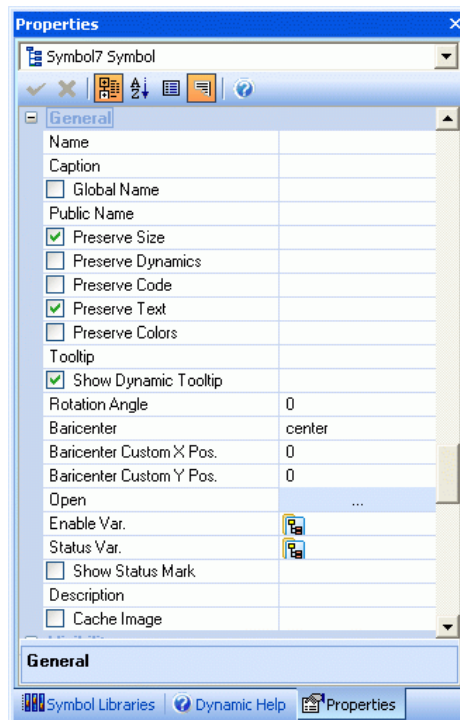 Properties
Symbol7 Symbol
General
Name
Caption
Global Name
Public Name
Preserve Size
Preserve Dynamics
Preserve Code
Preserve Text
Preserve Colors
Tooltip
Show Dynamic Tooltip
Rotation Angle 0
Baricenter center
Baricenter Custom X Pos. 0
Baricenter Custom Y Pos. 0
Open ...
Enable Var.
Status Var.
Show Status Mark
Description
Cache Image
General
Symbol Libraries Dynamic Help Properties